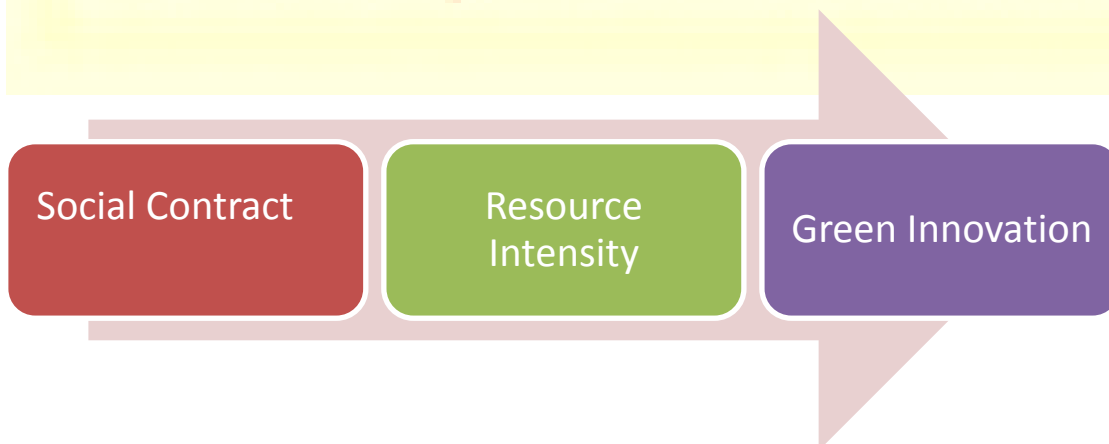 Social Contract
Resource
Intensity
Green Innovation